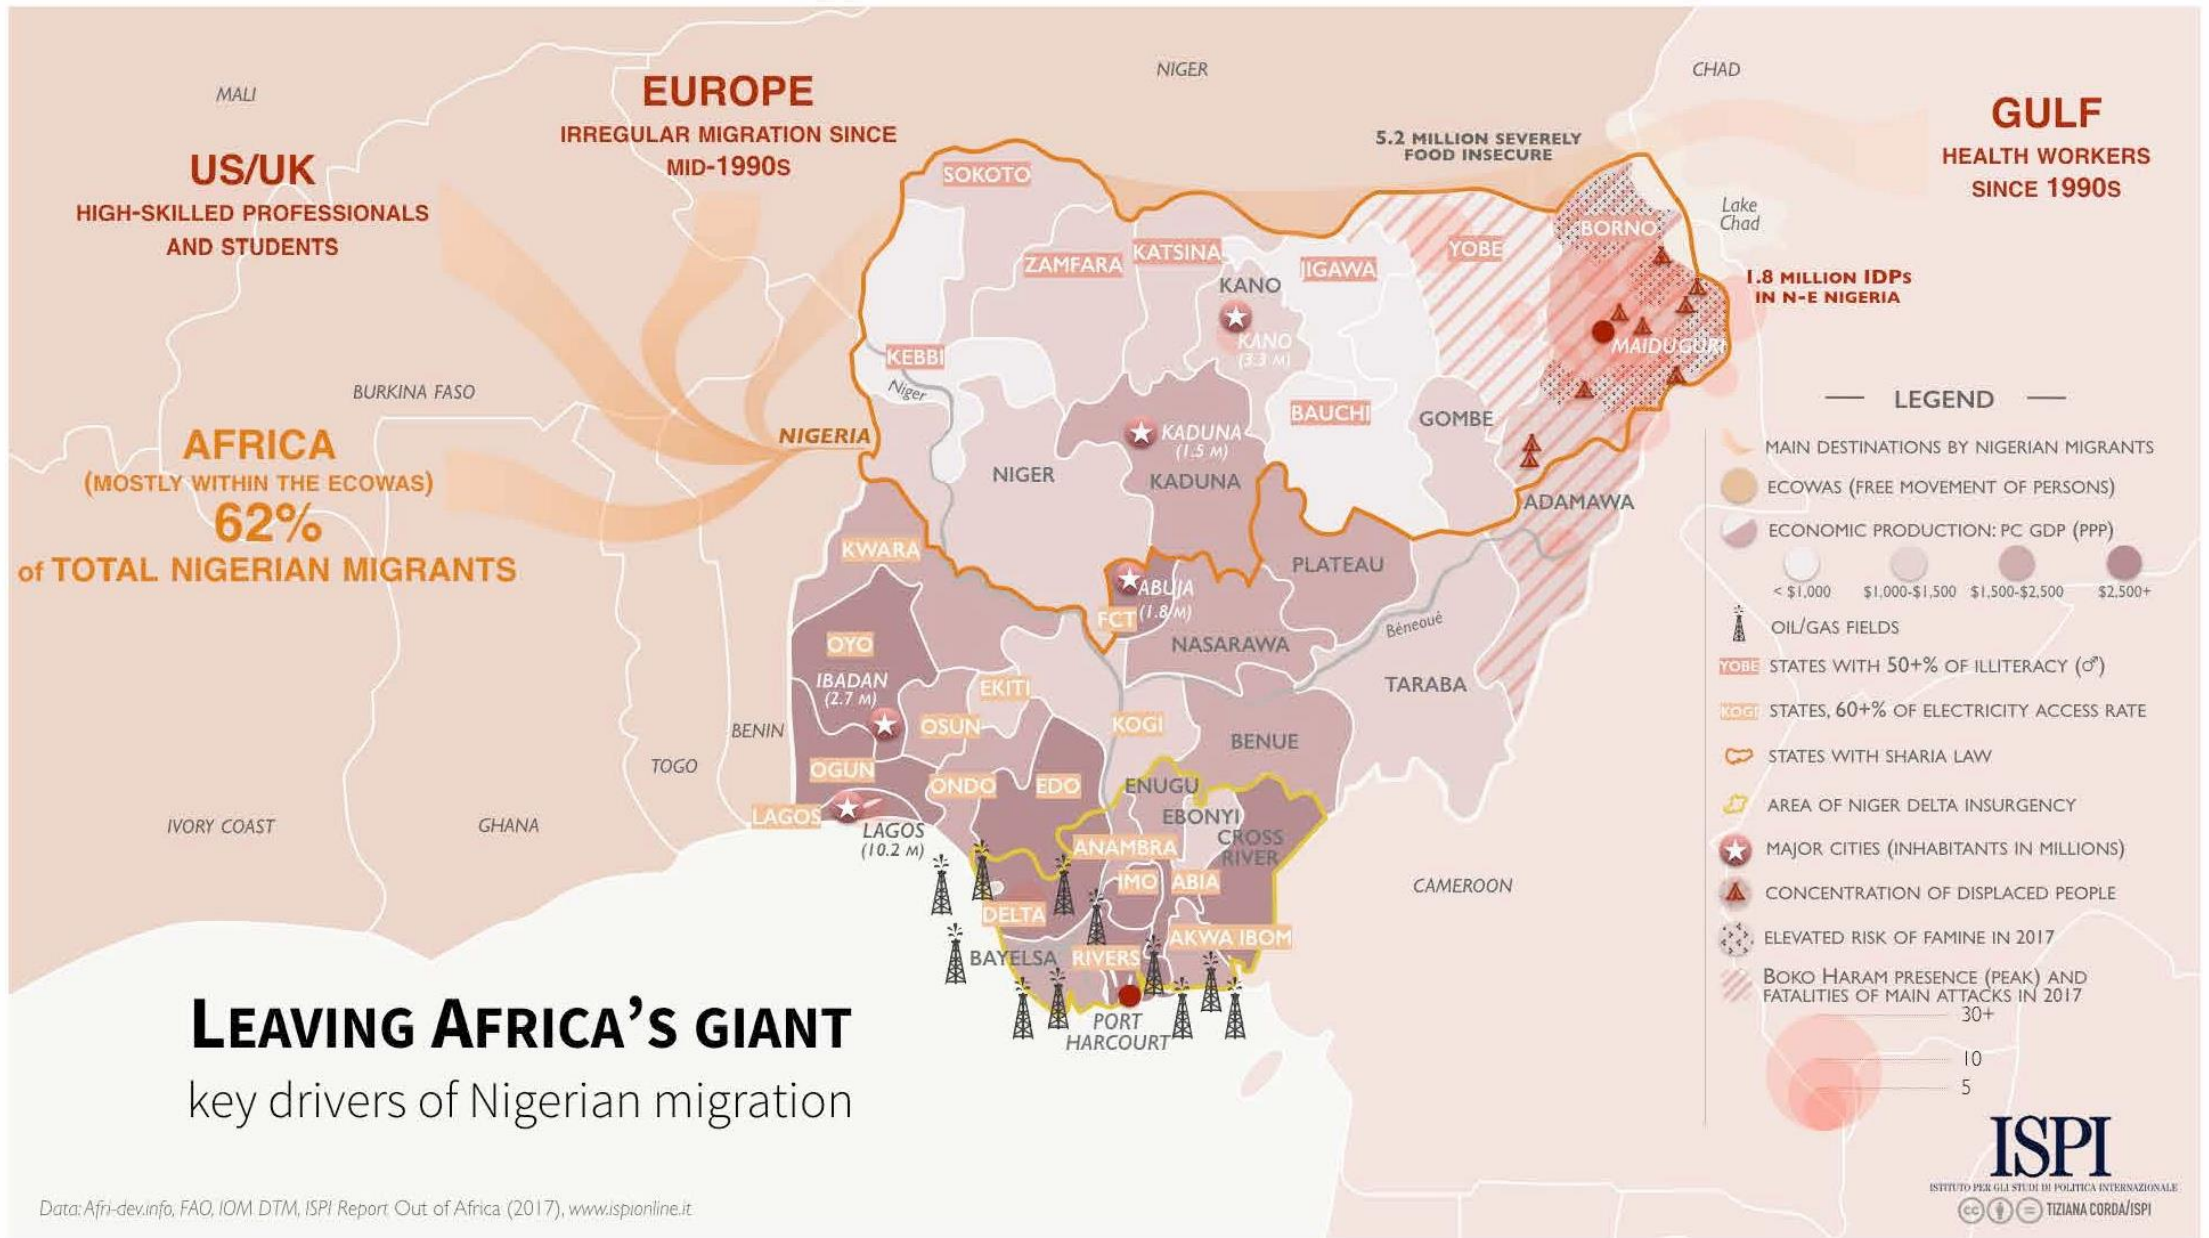 MALI
NIGER
CHAD
EUROPE
IRREGULAR MIGRATION SINCE
MID-1990S
US/UK
HIGH-SKILLED PROFESSIONALS
AND STUDENTS
GULF
HEALTH WORKERS
SINCE 1990S
5.2 MILLION SEVERELY
FOOD INSECURE
Lake
Chad
1.8 MILLION IDPS
IN N-E NIGERIA
BURKINA FASO
AFRICA
(MOSTLY WITHIN THE ECOWAS)
62%
of TOTAL NIGERIAN MIGRANTS
NIGERIA
SOKOTO
ZAMFARA
KATSINA
JIGAWA
YOBE
BORNO
KANO
KANO
(3.3 M)
MAIDUGURI
KEBBI
Niger
BAUCHI
GOMBE
KADUNA
(1.5 M)
KADUNA
NIGER
ADAMAWA
KWARA
PLATEAU
ABUJA
(1.8 M)
FCT
NASARAWA
Béneoué
TARABA
OYO
IBADAN
(2.7 M)
EKITI
OSUN
KOGI
BENUE
BENIN
TOGO
OGUN
ONDO
EDO
ENUGU
EBONYI
CROSS
RIVER
LAGOS
LAGOS
(10.2 M)
ANAMBRA
IMO
ABIA
IVORY COAST
GHANA
CAMEROON
DELTA
AKWA IBOM
BAYELSA
RIVERS
PORT
HARCOURT
LEGEND
MAIN DESTINATIONS BY NIGERIAN MIGRANTS
ECOWAS (FREE MOVEMENT OF PERSONS)
ECONOMIC PRODUCTION: PC GDP (PPP)
< $1,000 $1,000-$1,500 $1,500-$2,500 $2,500+
OIL/GAS FIELDS
YOBE STATES WITH 50+% OF ILLITERACY (♂)
KOGI STATES, 60+% OF ELECTRICITY ACCESS RATE
STATES WITH SHARIA LAW
AREA OF NIGER DELTA INSURGENCY
MAJOR CITIES (INHABITANTS IN MILLIONS)
CONCENTRATION OF DISPLACED PEOPLE
ELEVATED RISK OF FAMINE IN 2017
BOKO HARAM PRESENCE (PEAK) AND
FATALITIES OF MAIN ATTACKS IN 2017
30+
10
5
LEAVING AFRICA'S GIANT
key drivers of Nigerian migration
Data: Afri-dev.info, FAO, IOM DTM, ISPI Report Out of Africa (2017), www.ispionline.it
ISPI
ISTITUTO PER GLI STUDI DI POLITICA INTERNAZIONALE
cc TIZIANA CORDA/ISPI